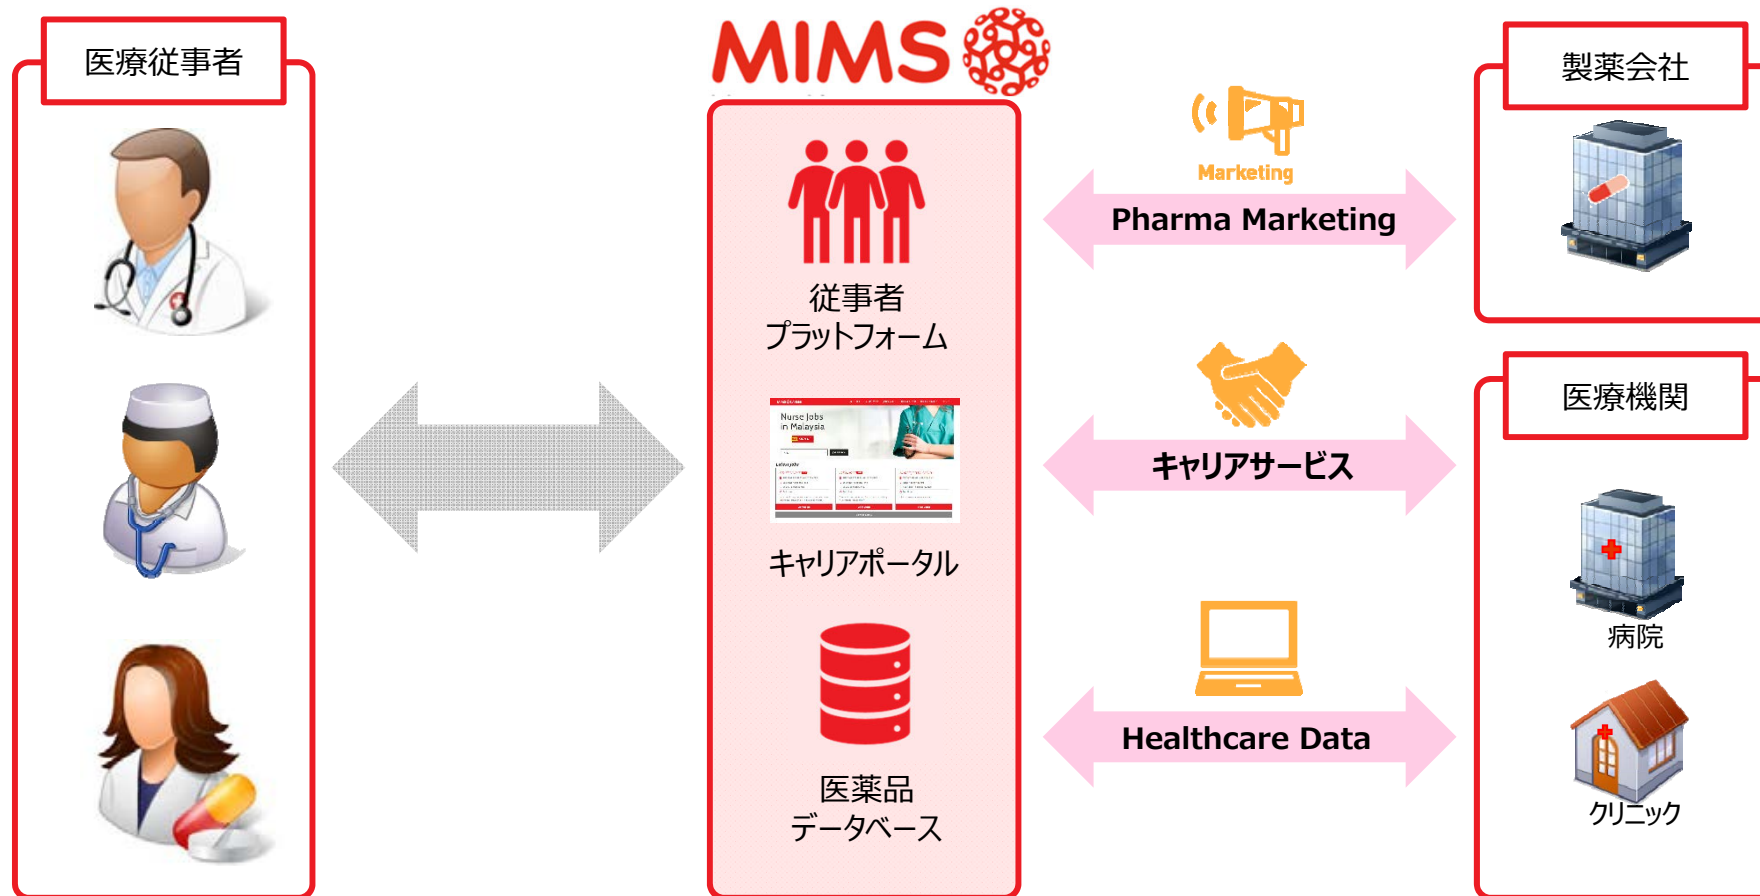 医療従事者
MIMS
従事者
プラットフォーム
Nurse Jobs
in Malaysia
キャリアポータル
医薬品
データベース
Marketing
Pharma Marketing
キャリアサービス
Healthcare Data
製薬会社
医療機関
病院
クリニック